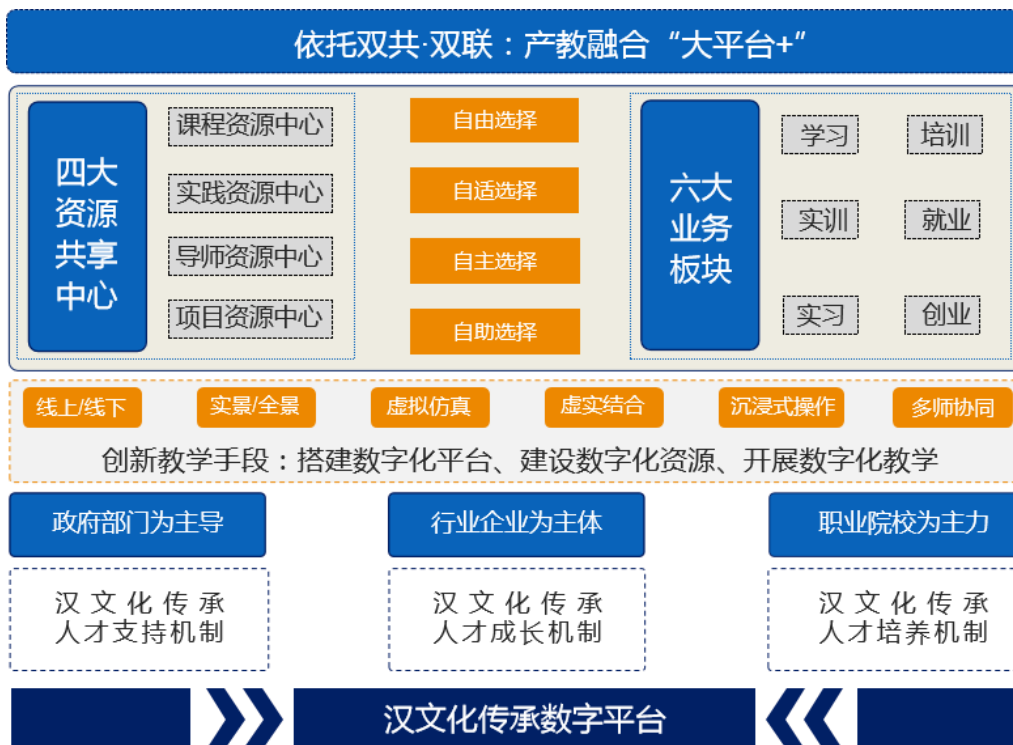 依托双共·双联：产教融合“大平台+”
四大
资源
共享
中心
课程资源中心
实践资源中心
导师资源中心
项目资源中心
自由选择
自适选择
自主选择
自助选择
六大
业务
板块
学习
培训
实训
就业
实习
创业
线上/线下
实景/全景
虚拟仿真
虚实结合
沉浸式操作
多师协同
创新教学手段：搭建数字化平台、建设数字化资源、开展数字化教学
政府部门为主导
行业企业为主体
职业院校为主力
汉文化传承
人才支持机制
汉文化传承
人才成长机制
汉文化传承
人才培养机制
汉文化传承数字平台